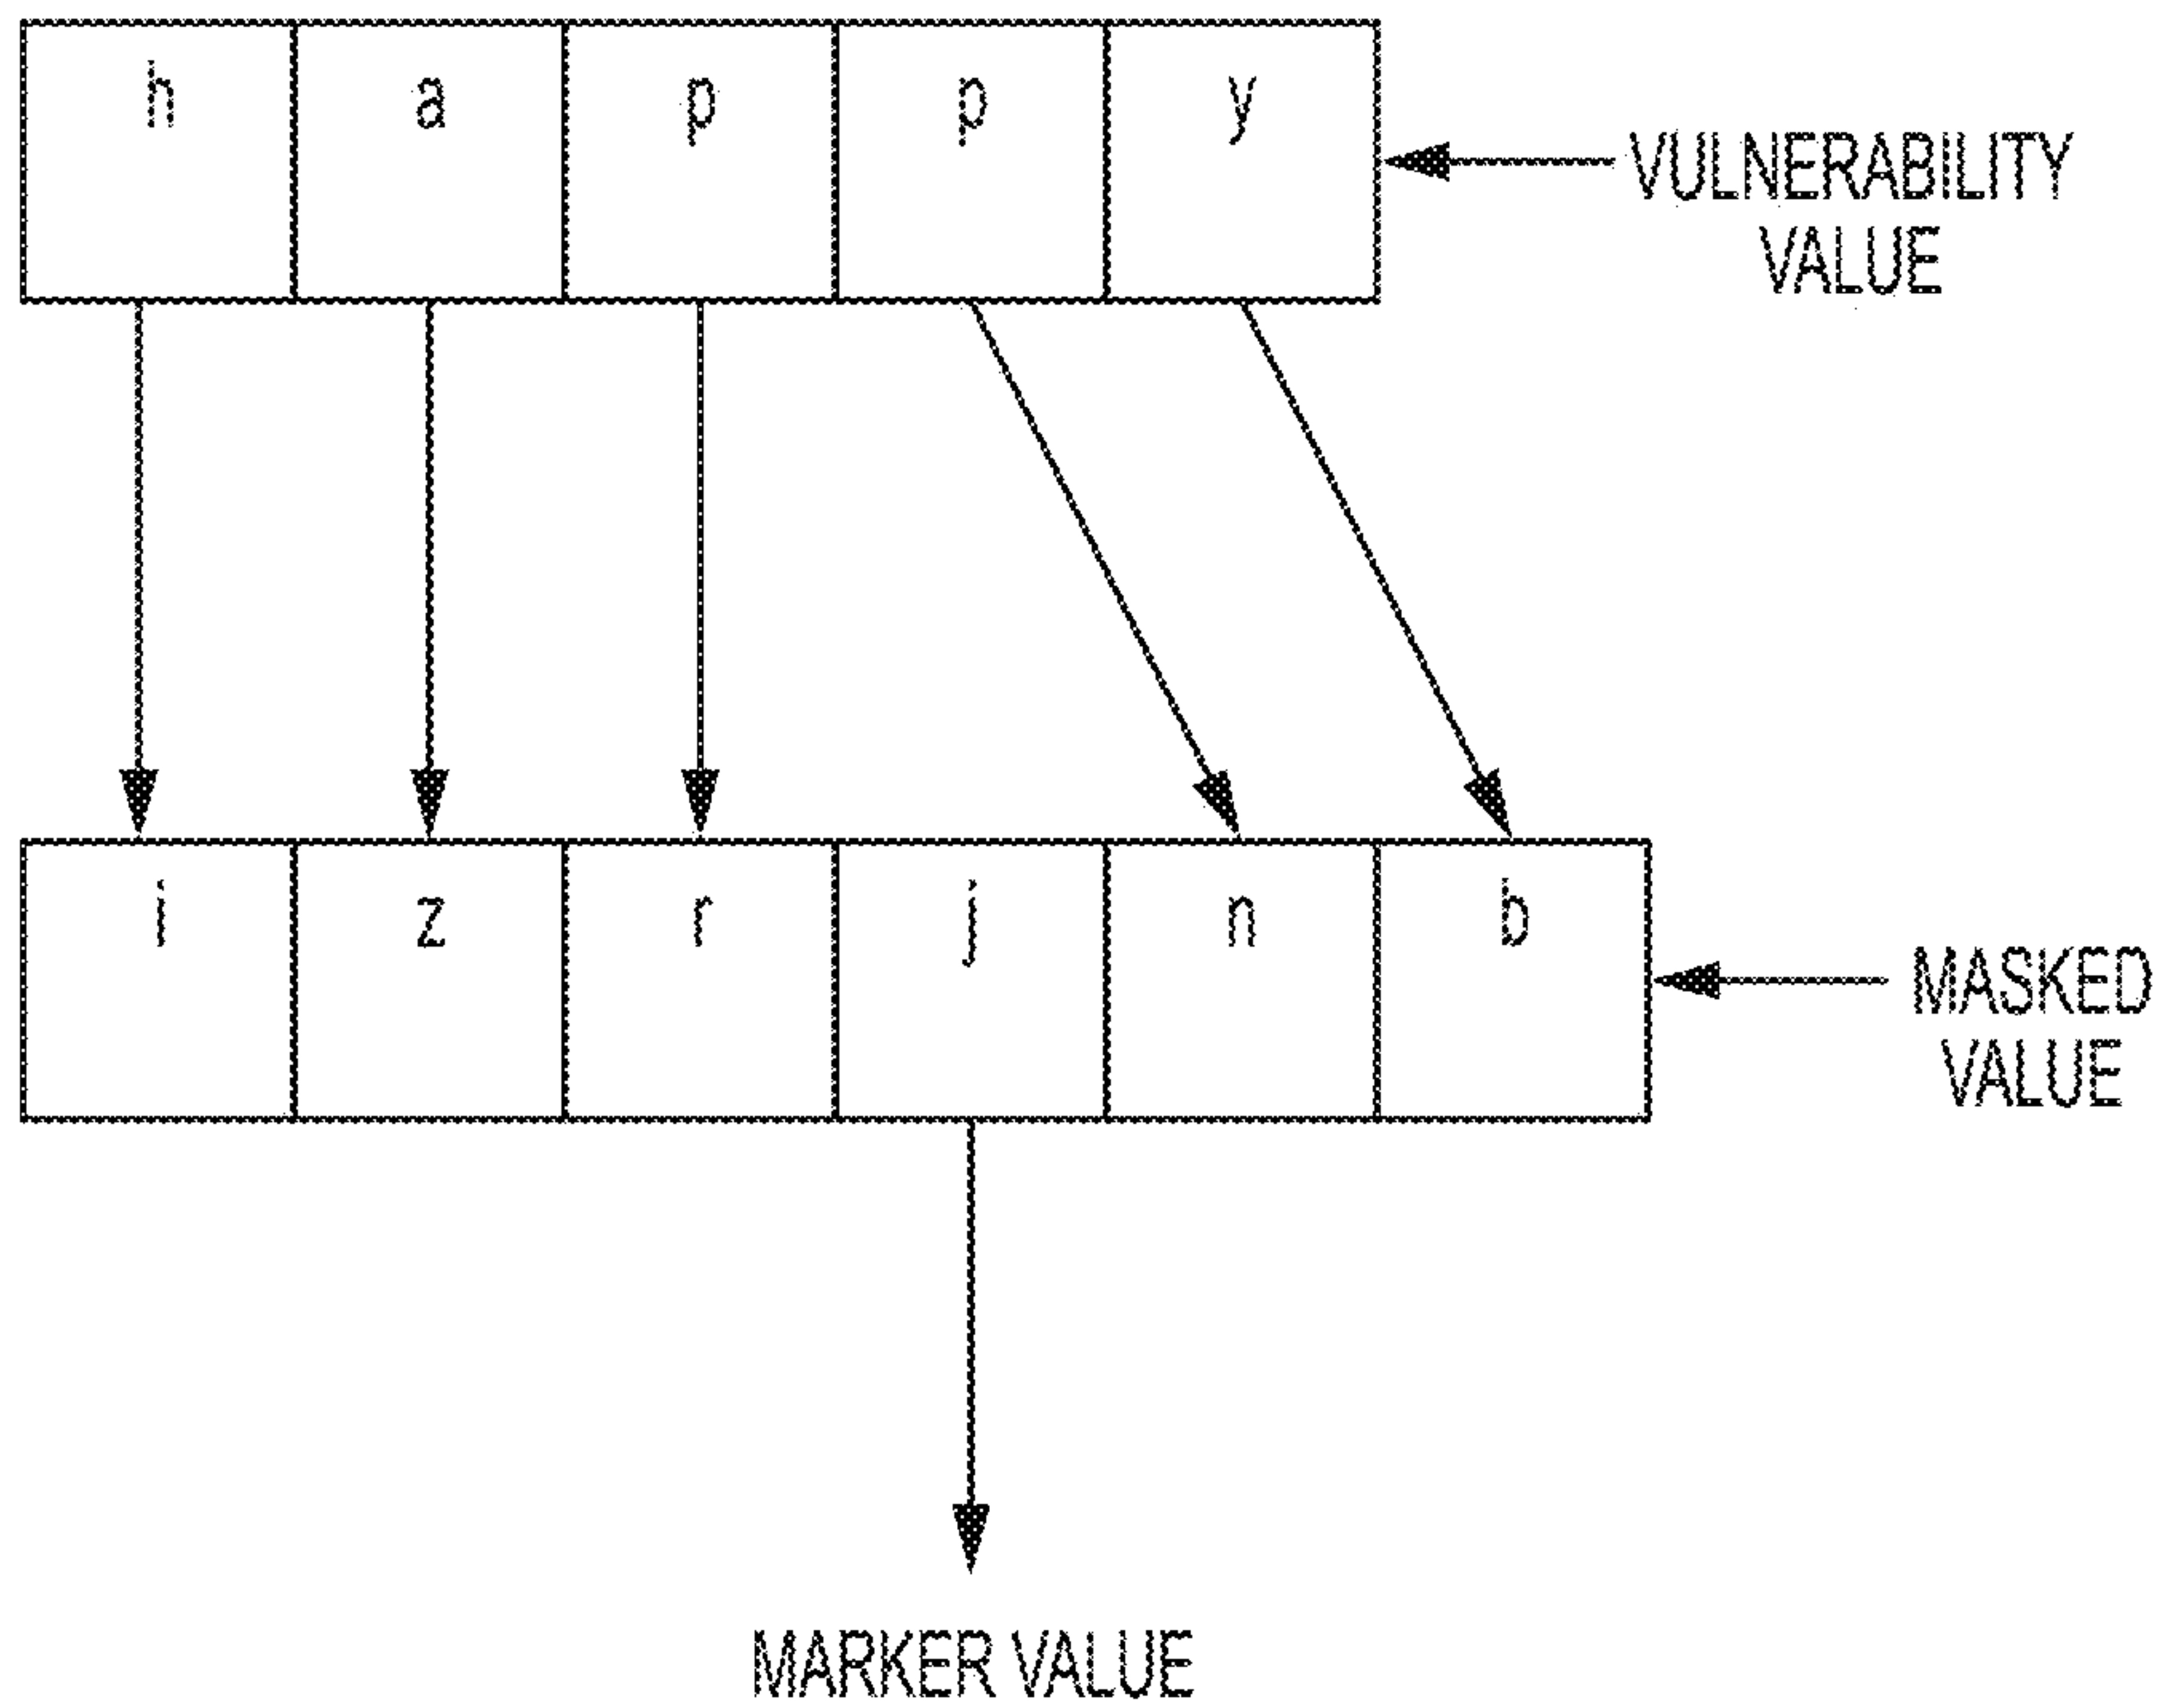 h a p p y
VULNERABILITY
VALUE
i z r j n b
MASKED
VALUE
MARKER VALUE